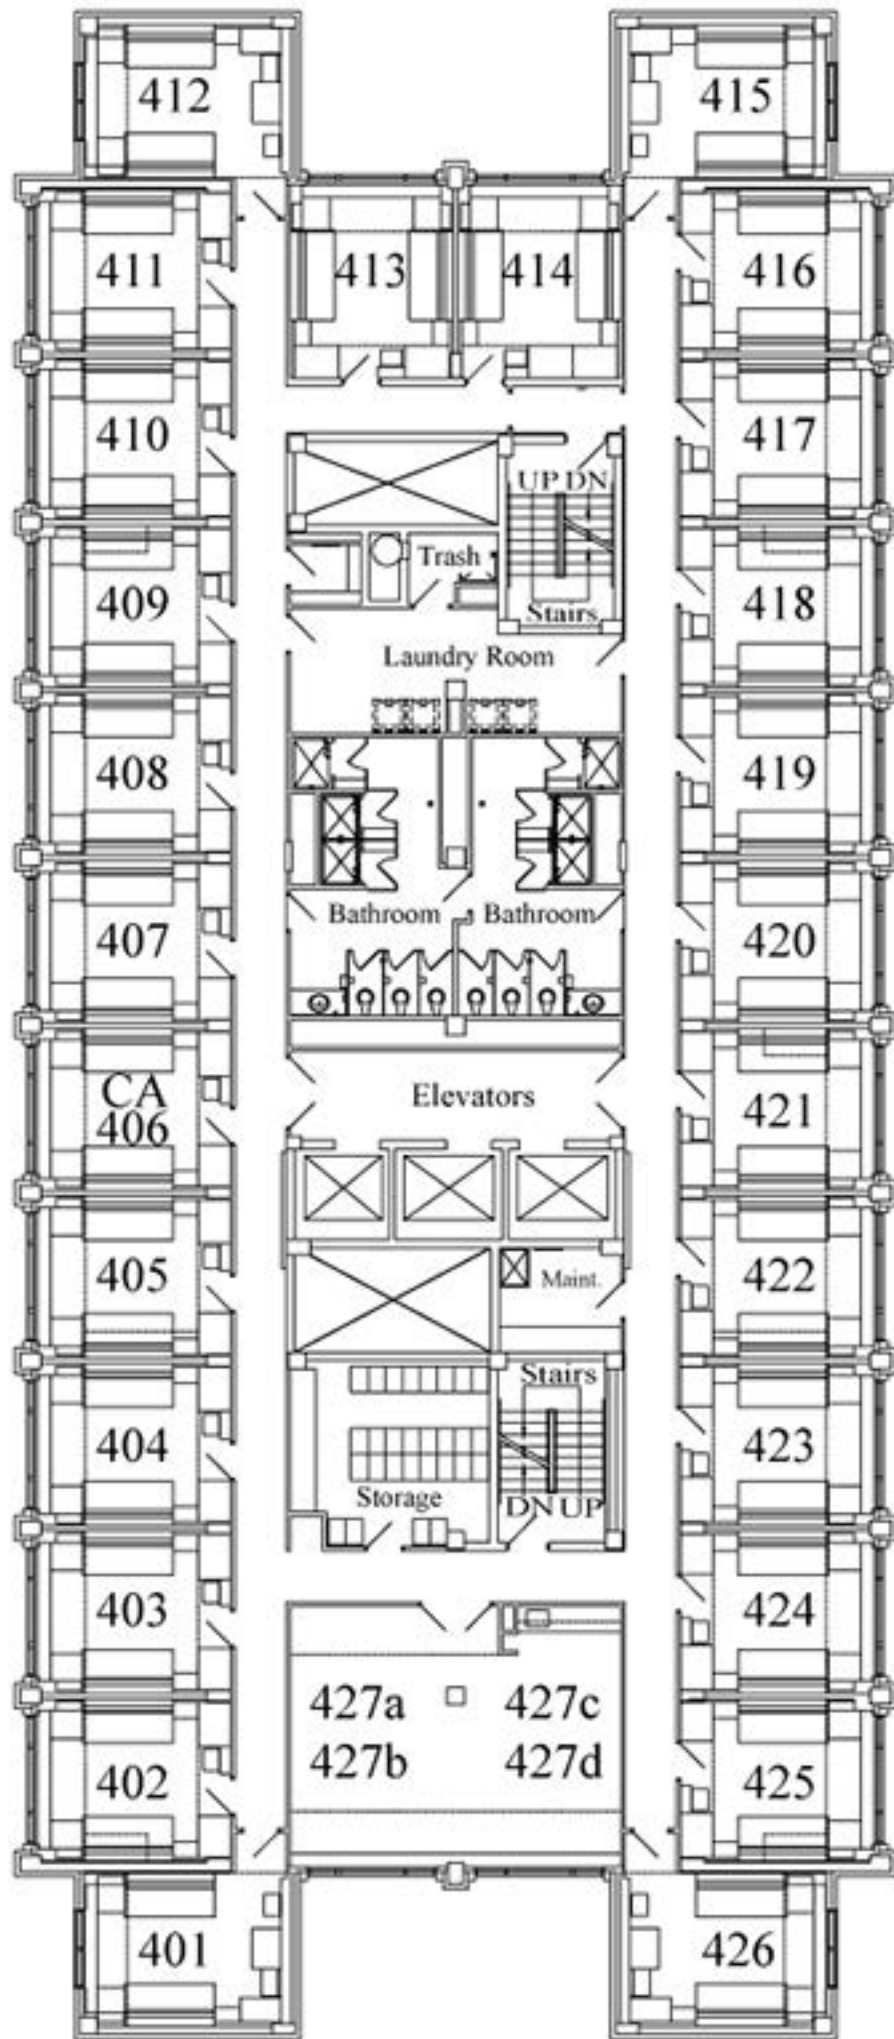 412
415
411
413
414
416
410
417
UP DN
Trash
409
418
Stairs
Laundry Room
408
419
407
Bathroom
Bathroom
420
CA
406
Elevators
421
405
Maint.
422
Stairs
404
423
Storage
DN UP
403
424
427a
427c
427b
427d
402
425
401
426